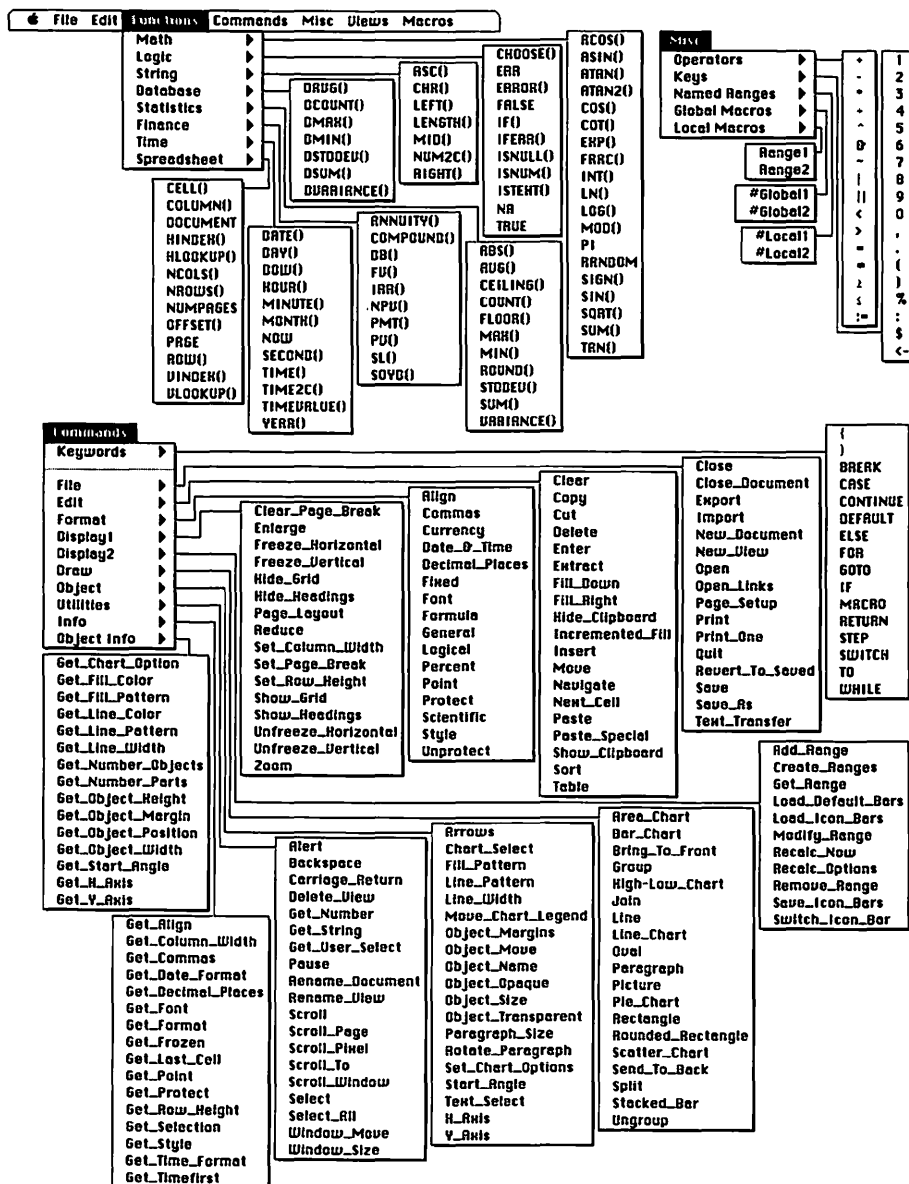 File Edit Functions Commands Misc Views Macros
Math
Logic
String
Database
Statistics
Finance
Time
Spreadsheet
CELL()
COLUMN()
DOCUMENT
HINDEX()
HLOOKUP()
NCOLS()
NROWS()
NUMPAGES
OFFSET()
PAGE
ROW()
VINDEX()
VLOOKUP()
DATE()
DAY()
DOW()
HOUR()
MINUTE()
MONTH()
NOW
SECOND()
TIME()
TIME2C()
TIMEVALUE()
YEAR()
DAVG()
DCOUNT()
DMAX()
DMIN()
DSTDDEV()
DSUM()
DVARIANCE()
ANNUITY()
COMPOUND()
DB()
FV()
IRR()
NPV()
PMT()
PV()
SL()
SOYD()
ASC()
CHR()
LEFT()
LENGTH()
MID()
NUM2C()
RIGHT()
ABS()
AVG()
CEILING()
COUNT()
FLOOR()
MAX()
MIN()
ROUND()
STDDEV()
SUM()
VARIANCE()
CHOOSE()
ERR
ERROR()
FALSE
IF()
IFERR()
ISNULL()
ISNUM()
ISTEXT()
NA
TRUE
ACOS()
ASIN()
ATAN()
ATAN2()
COS()
COT()
EXP()
FRAC()
INT()
LN()
LOG()
MOD()
PI
RANDOM
SIGN()
SIN()
SQRT()
SUM()
TAN()
Misc
Operators
Keys
Named Ranges
Global Macros
Local Macros
Range1
Range2
#Global1
#Global2
#Local1
#Local2
+
-
*
÷
^
&
~
|
||
<
>
=
≠
≥
≤
:=
1
2
3
4
5
6
7
8
9
0
,
.
(
)
%
:
$
<-
Commands
Keywords
File
Edit
Format
Display1
Display2
Draw
Object
Utilities
Info
Object Info
Get_Chart_Option
Get_Fill_Color
Get_Fill_Pattern
Get_Line_Color
Get_Line_Pattern
Get_Line_Width
Get_Number_Objects
Get_Number_Parts
Get_Object_Height
Get_Object_Margin
Get_Object_Position
Get_Object_Width
Get_Start_Angle
Get_X_Axis
Get_Y_Axis
Get_Align
Get_Column_Width
Get_Commas
Get_Date_Format
Get_Decimal_Places
Get_Font
Get_Format
Get_Frozen
Get_Last_Cell
Get_Point
Get_Protect
Get_Row_Height
Get_Selection
Get_Style
Get_Time_Format
Get_Timefirst
Clear_Page_Break
Enlarge
Freeze_Horizontal
Freeze_Vertical
Hide_Grid
Hide_Headings
Page_Layout
Reduce
Set_Column_Width
Set_Page_Break
Set_Row_Height
Show_Grid
Show_Headings
Unfreeze_Horizontal
Unfreeze_Vertical
Zoom
Alert
Backspace
Carriage_Return
Delete_View
Get_Number
Get_String
Get_User_Select
Pause
Rename_Document
Rename_View
Scroll
Scroll_Page
Scroll_Pixel
Scroll_To
Scroll_Window
Select
Select_All
Window_Move
Window_Size
Align
Commas
Currency
Date_&_Time
Decimal_Places
Fixed
Font
Formula
General
Logical
Percent
Point
Protect
Scientific
Style
Unprotect
Arrows
Chart_Select
Fill_Pattern
Line_Pattern
Line_Width
Move_Chart_Legend
Object_Margins
Object_Move
Object_Name
Object_Opaque
Object_Size
Object_Transparent
Paragraph_Size
Rotate_Paragraph
Set_Chart_Options
Start_Angle
Text_Select
X_Axis
Y_Axis
Clear
Copy
Cut
Delete
Enter
Extract
Fill_Down
Fill_Right
Hide_Clipboard
Incremented_Fill
Insert
Move
Navigate
Next_Cell
Paste
Paste_Special
Show_Clipboard
Sort
Table
Area_Chart
Bar_Chart
Bring_To_Front
Group
High-Low_Chart
Join
Line
Line_Chart
Oval
Paragraph
Picture
Pie_Chart
Rectangle
Rounded_Rectangle
Scatter_Chart
Send_To_Back
Split
Stacked_Bar
Ungroup
Close
Close_Document
Export
Import
New_Document
New_View
Open
Open_Links
Page_Setup
Print
Print_One
Quit
Revert_To_Saved
Save
Save_As
Text_Transfer
{
}
BREAK
CASE
CONTINUE
DEFAULT
ELSE
FOR
GOTO
IF
MACRO
RETURN
STEP
SWITCH
TO
WHILE
Add_Range
Create_Ranges
Get_Range
Load_Default_Bars
Load_Icon_Bars
Modify_Range
Recalc_Now
Recalc_Options
Remove_Range
Save_Icon_Bars
Switch_Icon_Bar